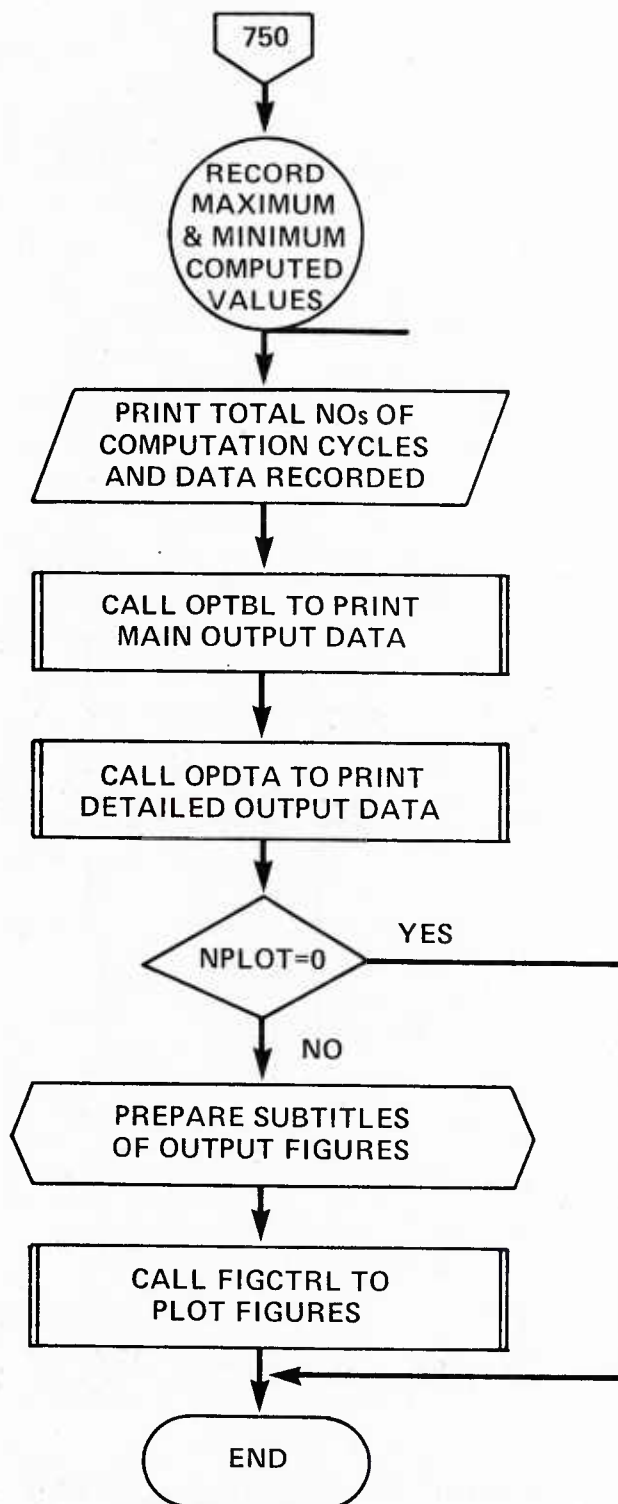 750
RECORD
MAXIMUM
& MINIMUM
COMPUTED
VALUES
PRINT TOTAL NOs OF
COMPUTATION CYCLES
AND DATA RECORDED
CALL OPTBL TO PRINT
MAIN OUTPUT DATA
CALL OPDTA TO PRINT
DETAILED OUTPUT DATA
NPLOT=0
YES
NO
PREPARE SUBTITLES
OF OUTPUT FIGURES
CALL FIGCTRL TO
PLOT FIGURES
END